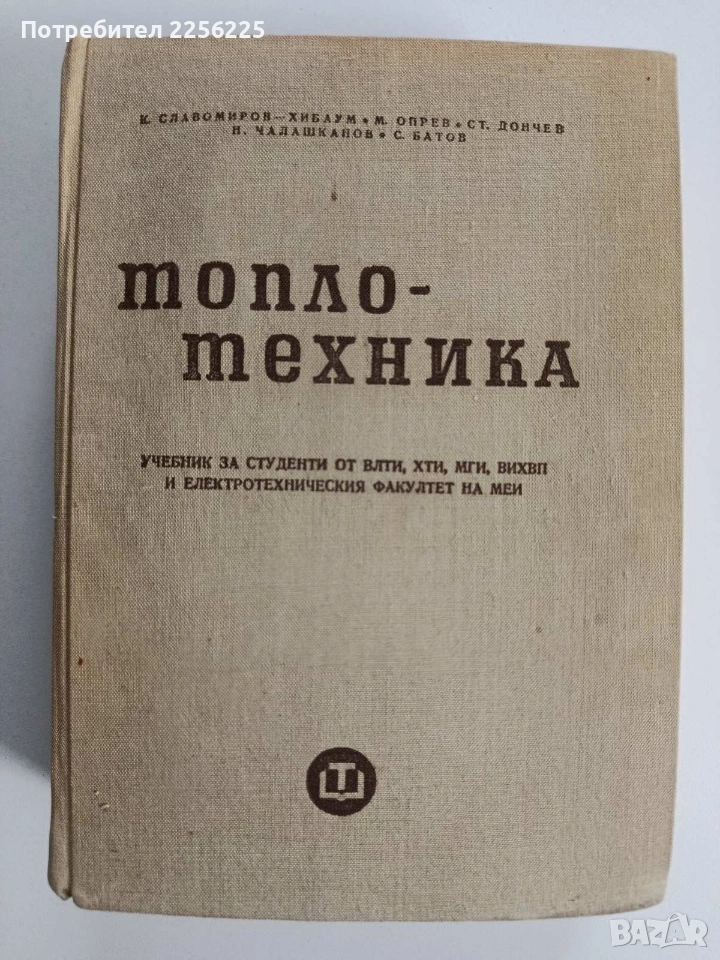 Потребител 2256225
К. СЛАВОМИРОВ—ХИБАУМ • М. ОПРЕВ • СТ. ДОНЧЕВ
Н. ЧАЛАШКАНОВ • С. БАТОВ
ТОПЛО-
ТЕХНИКА
УЧЕБНИК ЗА СТУДЕНТИ ОТ ВЛТИ, ХТИ, МГИ, ВИХВП
И ЕЛЕКТРОТЕХНИЧЕСКИЯ ФАКУЛТЕТ НА МЕИ
Т
BAZAR